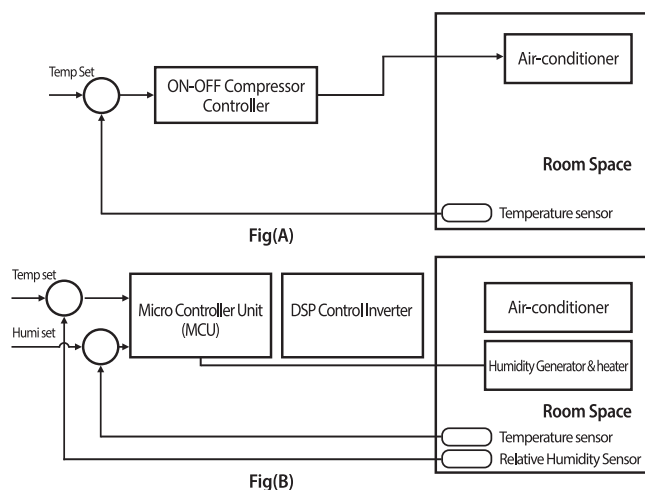 Temp Set
ON-OFF Compressor
Controller
Air-conditioner
Room Space
Temperature sensor
Fig(A)
Temp set
Humi set
Micro Controller Unit
(MCU)
DSP Control Inverter
Air-conditioner
Humidity Generator & heater
Room Space
Temperature sensor
Relative Humidity Sensor
Fig(B)